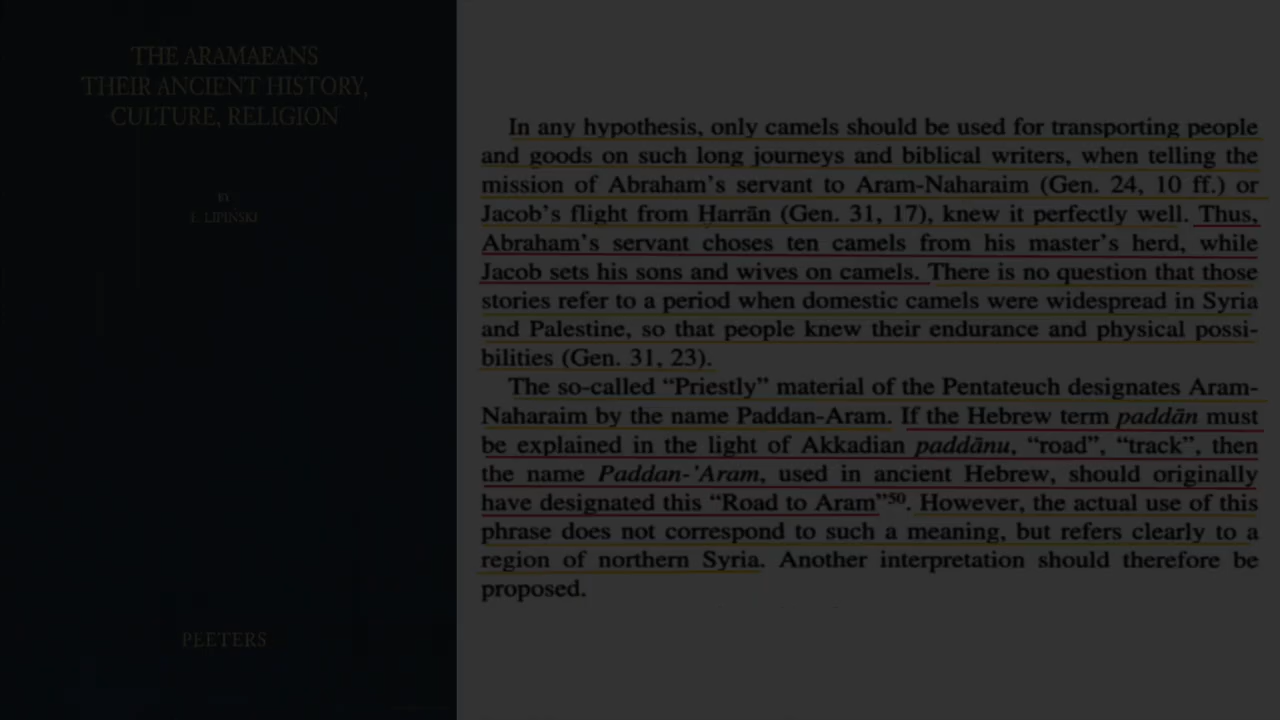 THE ARAMAEANS
THEIR ANCIENT HISTORY,
CULTURE, RELIGION
BY
E. LIPIŃSKI
PEETERS
In any hypothesis, only camels should be used for transporting people
and goods on such long journeys and biblical writers, when telling the
mission of Abraham's servant to Aram-Naharaim (Gen. 24, 10 ff.) or
Jacob's flight from Ḥarrān (Gen. 31, 17), knew it perfectly well. Thus,
Abraham's servant choses ten camels from his master's herd, while
Jacob sets his sons and wives on camels. There is no question that those
stories refer to a period when domestic camels were widespread in Syria
and Palestine, so that people knew their endurance and physical possi-
bilities (Gen. 31, 23).
The so-called “Priestly” material of the Pentateuch designates Aram-
Naharaim by the name Paddan-Aram. If the Hebrew term paddān must
be explained in the light of Akkadian paddānu, “road”, “track”, then
the name Paddan-'Aram, used in ancient Hebrew, should originally
have designated this “Road to Aram”⁵⁰. However, the actual use of this
phrase does not correspond to such a meaning, but refers clearly to a
region of northern Syria. Another interpretation should therefore be
proposed.